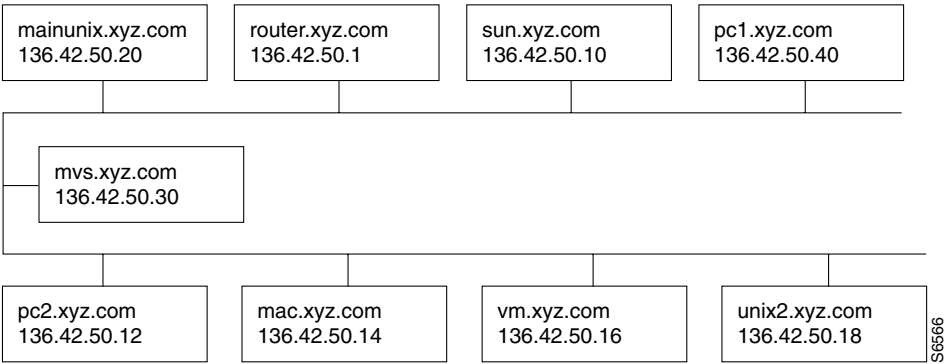 mainunix.xyz.com
136.42.50.20
router.xyz.com
136.42.50.1
sun.xyz.com
136.42.50.10
pc1.xyz.com
136.42.50.40
mvs.xyz.com
136.42.50.30
pc2.xyz.com
136.42.50.12
mac.xyz.com
136.42.50.14
vm.xyz.com
136.42.50.16
unix2.xyz.com
136.42.50.18
S6566